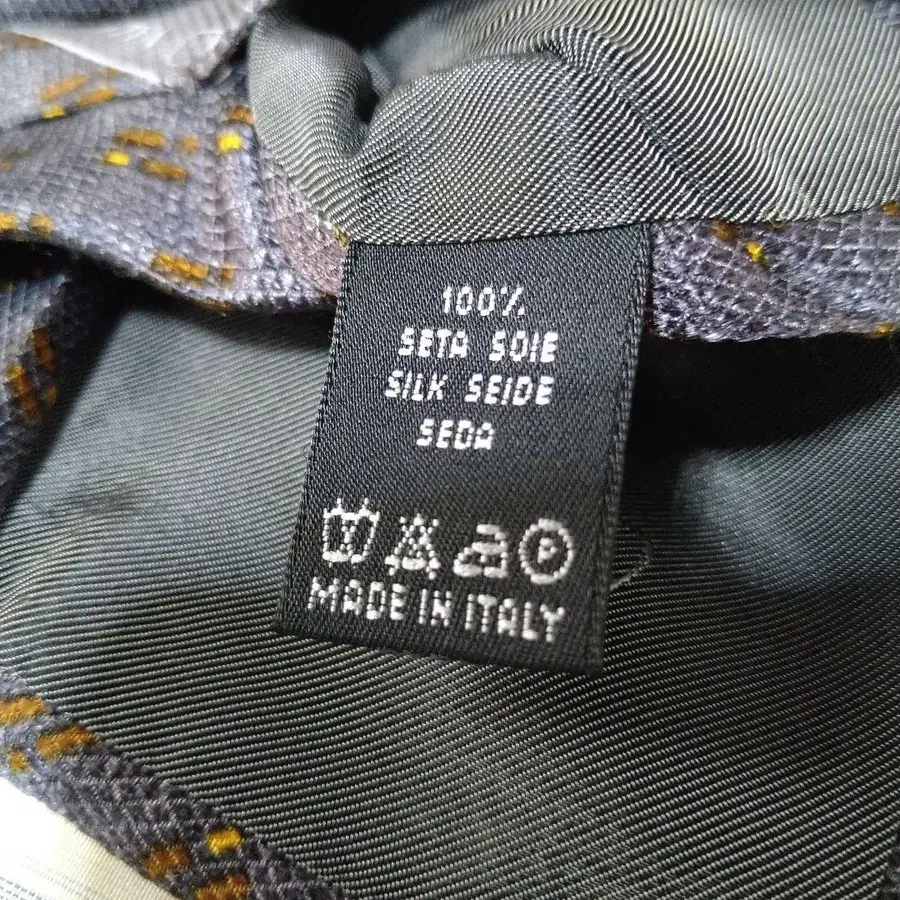 100%
SETA SOIE
SILK SEIDE
SEDA
P
MADE IN ITALY